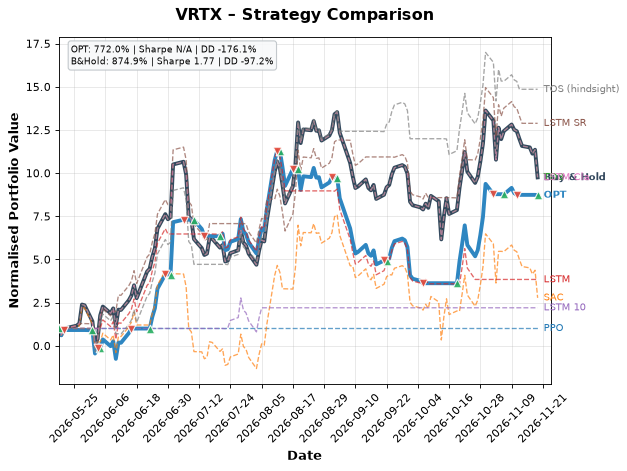 VRTX – Strategy Comparison
OPT: 772.0% | Sharpe N/A | DD -176.1%
B&Hold: 874.9% | Sharpe 1.77 | DD -97.2%
17.5
15.0
12.5
10.0
7.5
5.0
2.5
0.0
Normalised Portfolio Value
TOS (hindsight)
LSTM SR
Buy & Hold
OPT
LSTM
SAC
LSTM 10
PPO
2026-05-25
2026-06-06
2026-06-18
2026-06-30
2026-07-12
2026-07-24
2026-08-05
2026-08-17
2026-08-29
2026-09-10
2026-09-22
2026-10-04
2026-10-16
2026-10-28
2026-11-09
2026-11-21
Date